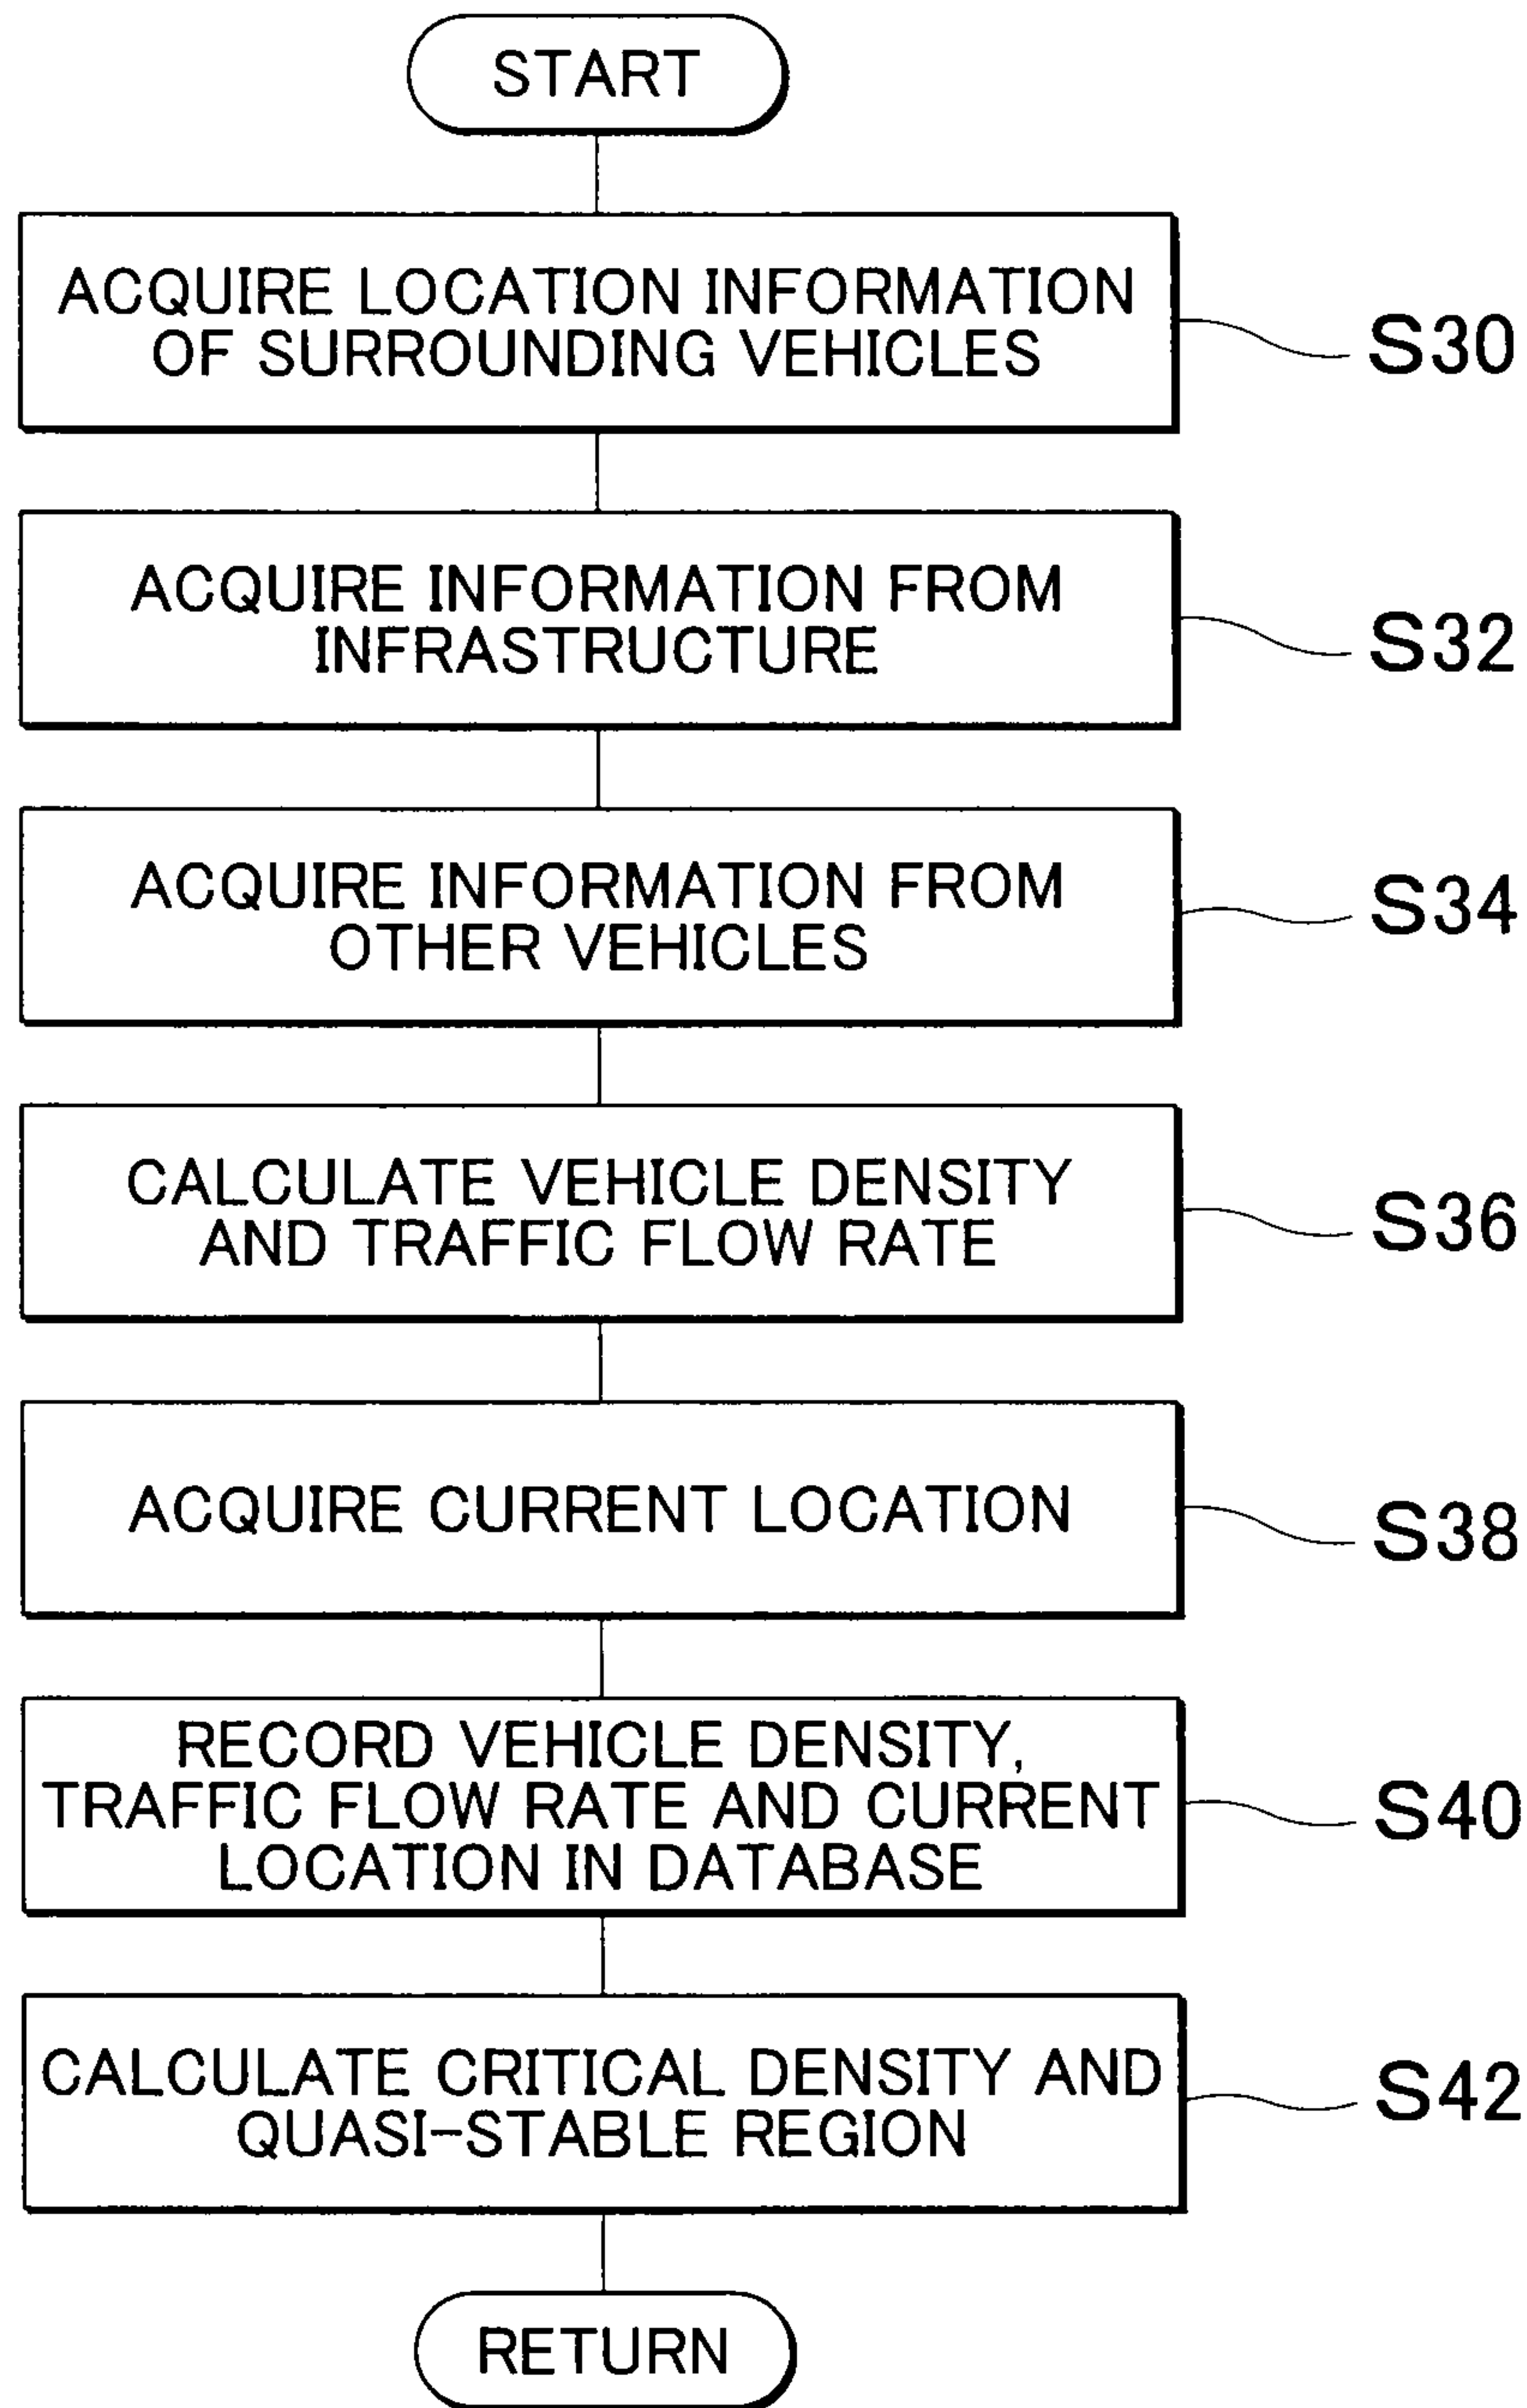 START
ACQUIRE LOCATION INFORMATION
OF SURROUNDING VEHICLES
S30
ACQUIRE INFORMATION FROM
INFRASTRUCTURE
S32
ACQUIRE INFORMATION FROM
OTHER VEHICLES
S34
CALCULATE VEHICLE DENSITY
AND TRAFFIC FLOW RATE
S36
ACQUIRE CURRENT LOCATION
S38
RECORD VEHICLE DENSITY,
TRAFFIC FLOW RATE AND CURRENT
LOCATION IN DATABASE
S40
CALCULATE CRITICAL DENSITY AND
QUASI-STABLE REGION
S42
RETURN